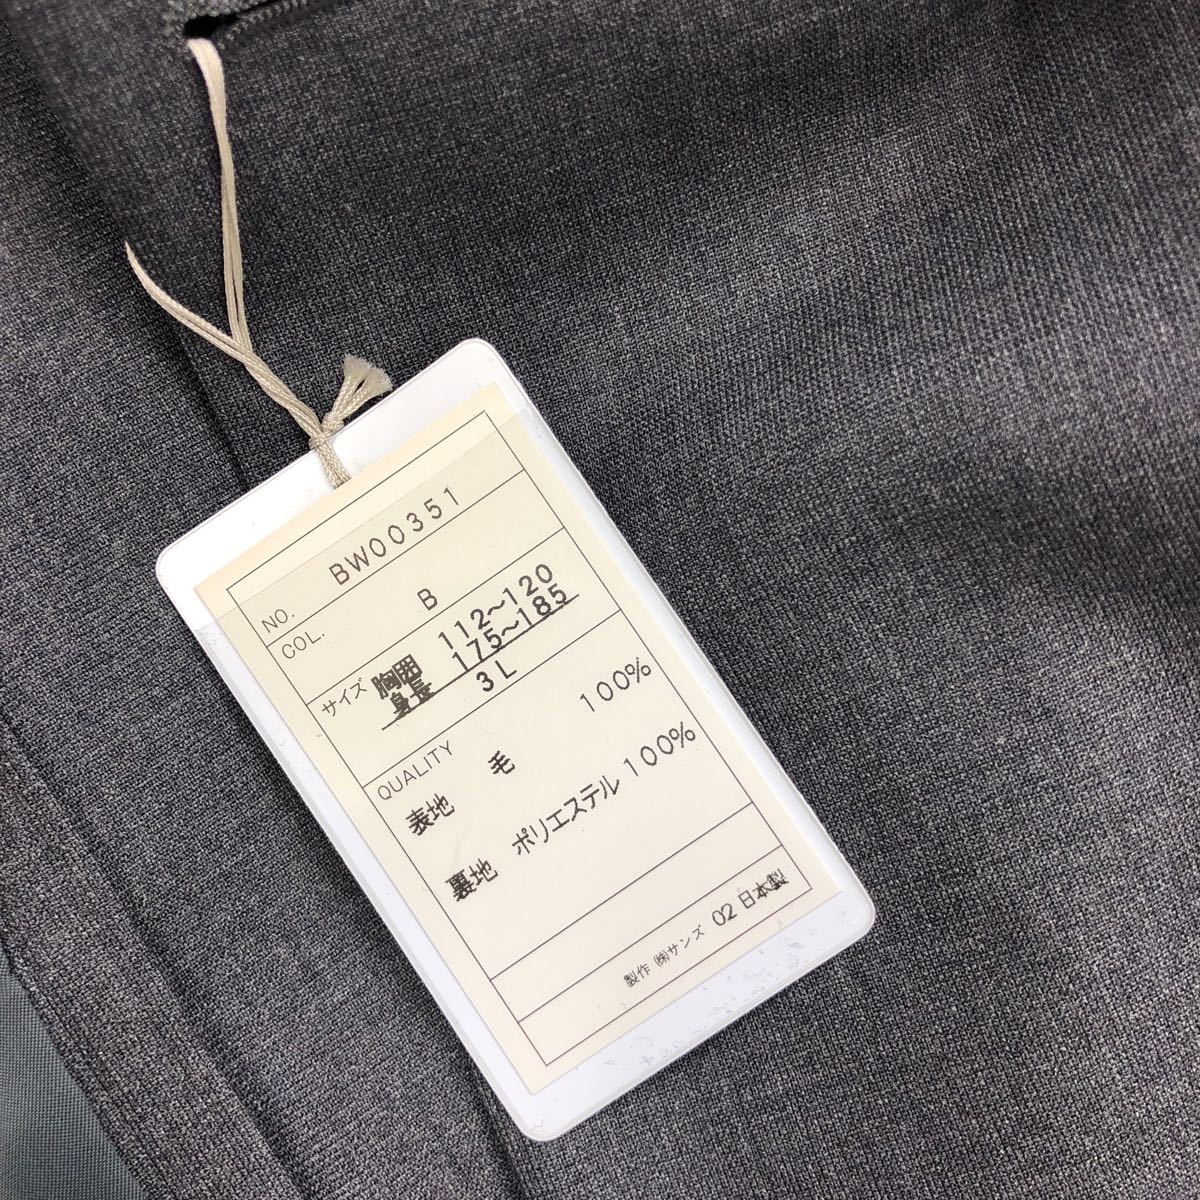 NO. BW00351
COL. B
サイズ 胸囲 112~120
身長 175~185
3L
QUALITY
表地 毛 100%
裏地 ポリエステル 100%
製作 ㈱サンズ 02 日本製